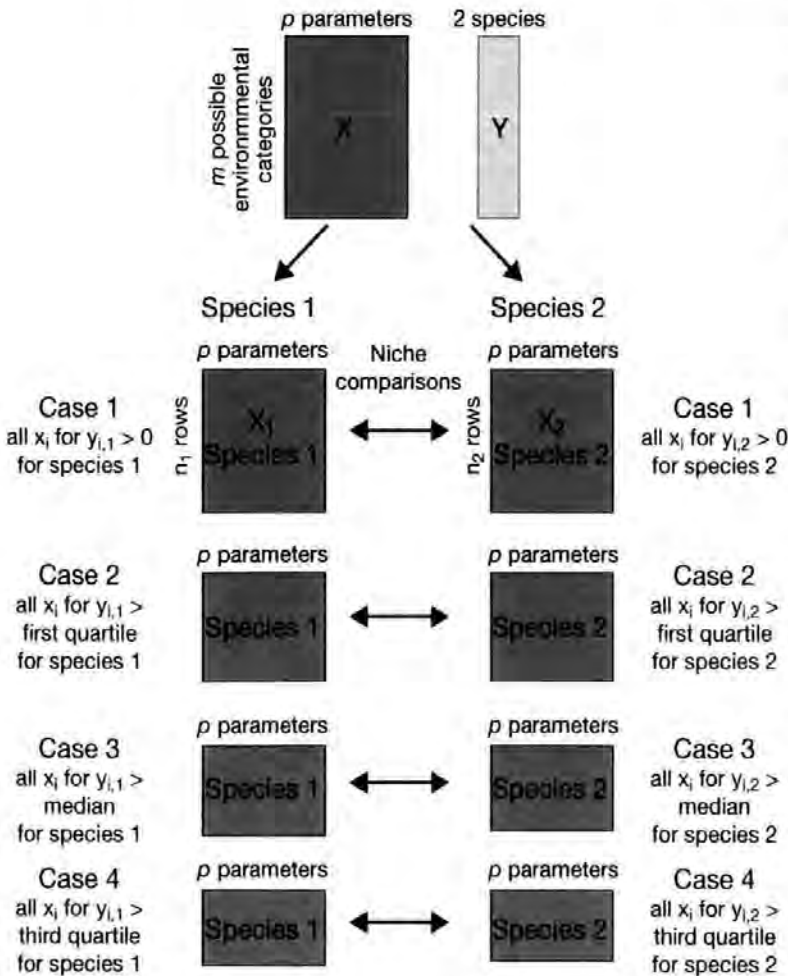 p parameters
2 species
m possible
environmmental
categories
X
Y
Species 1
Species 2
p parameters
Niche
comparisons
p parameters
Case 1
all xi for yi,1 > 0
for species 1
n1 rows
X1
Species 1
n2 rows
X2
Species 2
Case 1
all xi for yi,2 > 0
for species 2
p parameters
p parameters
Case 2
all xi for yi,1 >
first quartile
for species 1
Species 1
Species 2
Case 2
all xi for yi,2 >
first quartile
for species 2
p parameters
p parameters
Case 3
all xi for yi,1 >
median
for species 1
Species 1
Species 2
Case 3
all xi for yi,2 >
median
for species 2
p parameters
p parameters
Case 4
all xi for yi,1 >
third quartile
for species 1
Species 1
Species 2
Case 4
all xi for yi,2 >
third quartile
for species 2